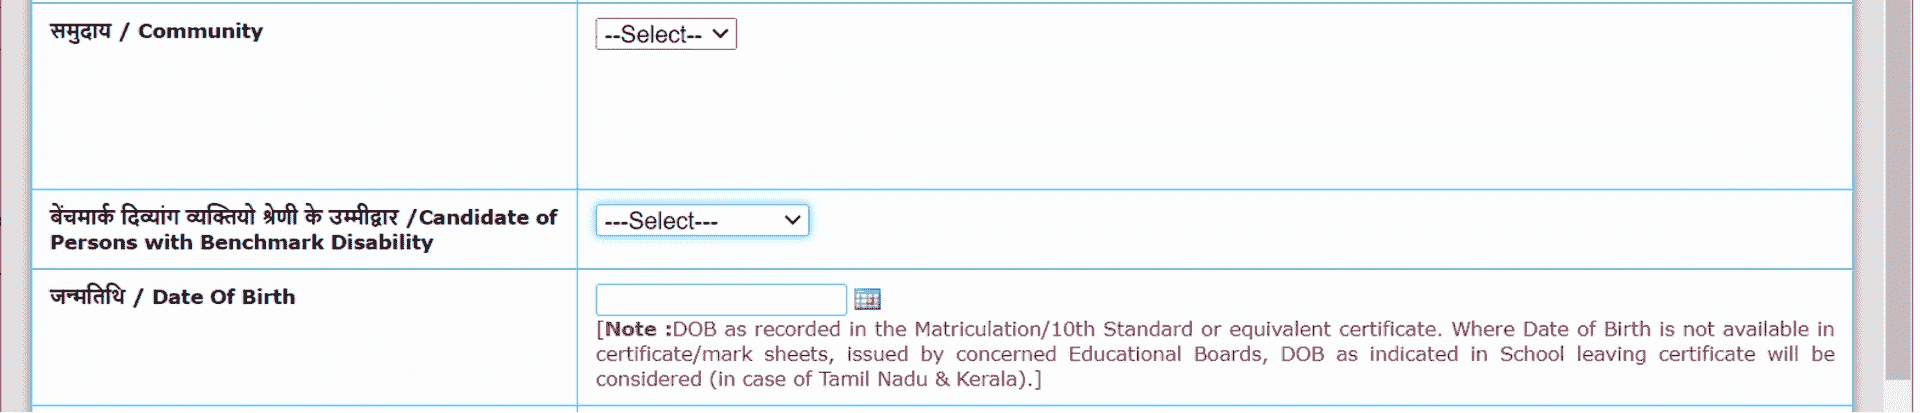 समुदाय / Community
--Select--
बेंचमार्क दिव्यांग व्यक्तियो श्रेणी के उम्मीद्वार /Candidate of
Persons with Benchmark Disability
---Select---
जन्मतिथि / Date Of Birth
[Note :DOB as recorded in the Matriculation/10th Standard or equivalent certificate. Where Date of Birth is not available in
certificate/mark sheets, issued by concerned Educational Boards, DOB as indicated in School leaving certificate will be
considered (in case of Tamil Nadu & Kerala).]